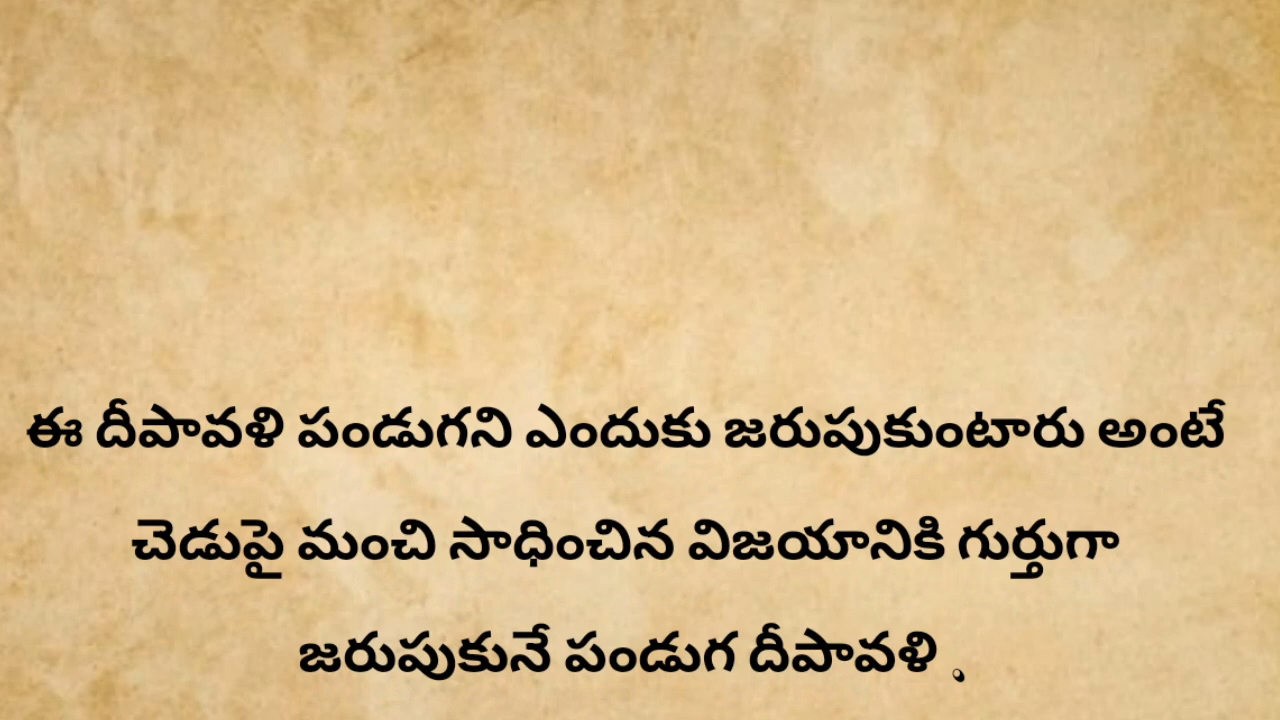 ఈ దీపావళి పండుగని ఎందుకు జరుపుకుంటారు అంటే
చెడుపై మంచి సాధించిన విజయానికి గుర్తుగా
జరుపుకునే పండుగ దీపావళి .